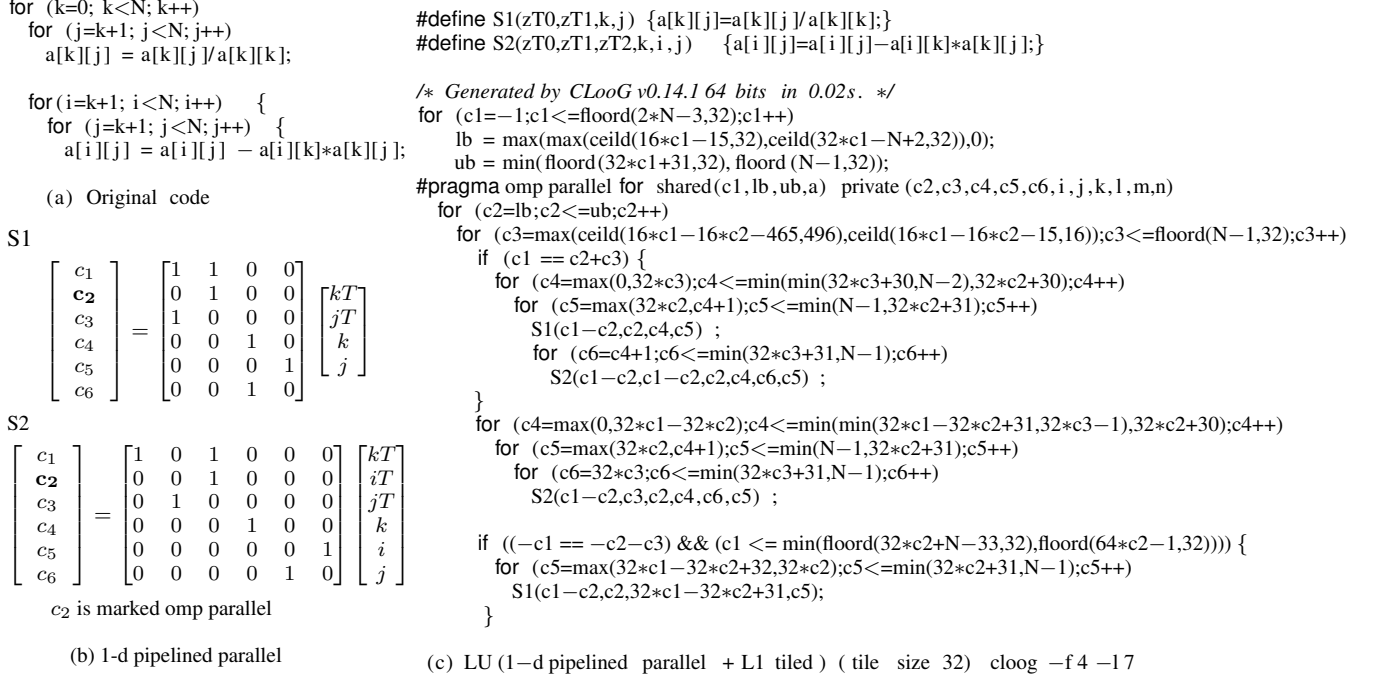 for (k=0; k<N; k++)
for (j=k+1; j<N; j++)
a[k][j] = a[k][j]/a[k][k];
for(i=k+1; i<N; i++) {
for (j=k+1; j<N; j++) {
a[i][j] = a[i][j] − a[i][k]∗a[k][j];
(a) Original code
S1
c1 1 1 0 0
c2 0 1 0 0 kT
c3 1 0 0 0 jT
= 
c4 0 0 1 0 k
c5 0 0 0 1 j
c6 0 0 1 0
S2
c1 1 0 1 0 0 0 kT
c2 0 0 1 0 0 0 iT
c3 0 1 0 0 0 0 jT
=
c4 0 0 0 1 0 0 k
c5 0 0 0 0 0 1 i
c6 0 0 0 0 1 0 j
c2 is marked omp parallel
(b) 1-d pipelined parallel
#define S1(zT0,zT1,k,j) {a[k][j]=a[k][j]/a[k][k];}
#define S2(zT0,zT1,zT2,k,i,j) {a[i][j]=a[i][j]−a[i][k]∗a[k][j];}
/∗ Generated by CLooG v0.14.1 64 bits in 0.02s. ∗/
for (c1=−1;c1<=floord(2∗N−3,32);c1++)
lb = max(max(ceild(16∗c1−15,32),ceild(32∗c1−N+2,32)),0);
ub = min(floord(32∗c1+31,32), floord(N−1,32));
#pragma omp parallel for shared(c1,lb,ub,a) private(c2,c3,c4,c5,c6,i,j,k,l,m,n)
for (c2=lb;c2<=ub;c2++)
for (c3=max(ceild(16∗c1−16∗c2−465,496),ceild(16∗c1−16∗c2−15,16));c3<=floord(N−1,32);c3++)
if (c1 == c2+c3) {
for (c4=max(0,32∗c3);c4<=min(min(32∗c3+30,N−2),32∗c2+30);c4++)
for (c5=max(32∗c2,c4+1);c5<=min(N−1,32∗c2+31);c5++)
S1(c1−c2,c2,c4,c5) ;
for (c6=c4+1;c6<=min(32∗c3+31,N−1);c6++)
S2(c1−c2,c1−c2,c2,c4,c6,c5) ;
}
for (c4=max(0,32∗c1−32∗c2);c4<=min(min(32∗c1−32∗c2+31,32∗c3−1),32∗c2+30);c4++)
for (c5=max(32∗c2,c4+1);c5<=min(N−1,32∗c2+31);c5++)
for (c6=32∗c3;c6<=min(32∗c3+31,N−1);c6++)
S2(c1−c2,c3,c2,c4,c6,c5) ;
if ((−c1 == −c2−c3) && (c1 <= min(floord(32∗c2+N−33,32),floord(64∗c2−1,32)))) {
for (c5=max(32∗c1−32∗c2+32,32∗c2);c5<=min(32∗c2+31,N−1);c5++)
S1(c1−c2,c2,32∗c1−32∗c2+31,c5);
}
(c) LU (1−d pipelined parallel + L1 tiled) (tile size 32) cloog −f 4 −l 7